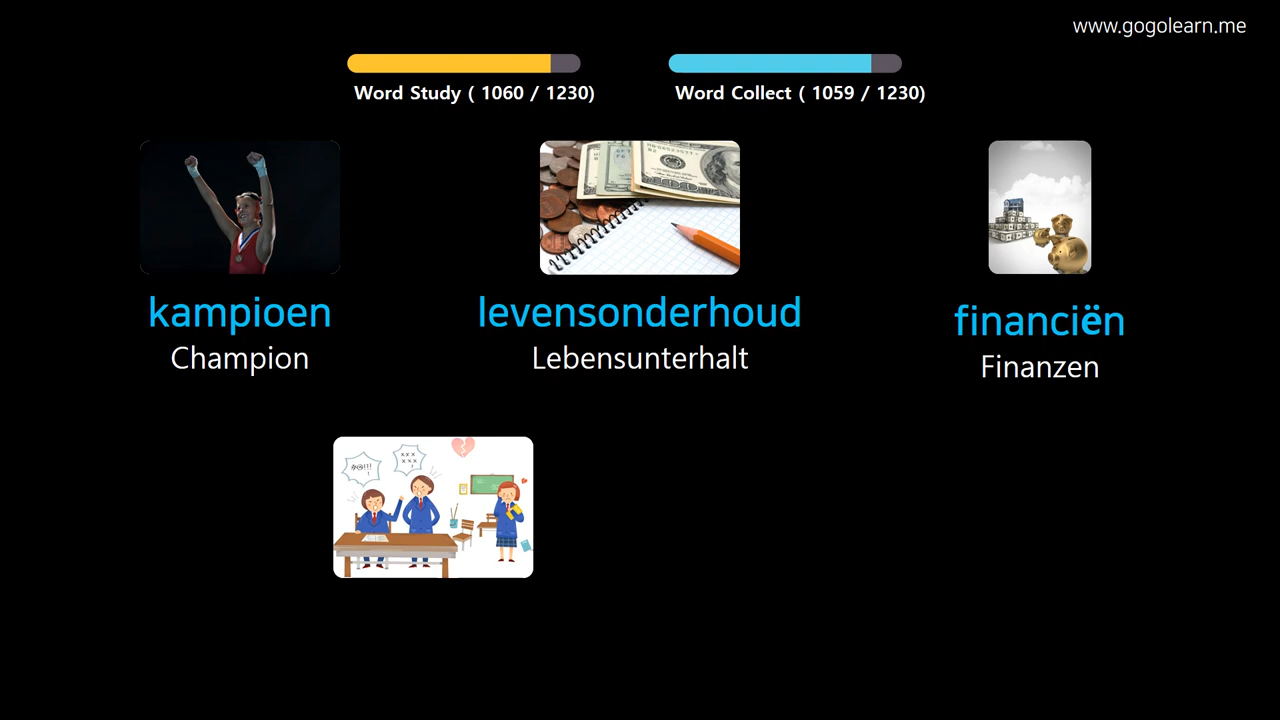 www.gogolearn.me
Word Study ( 1060 / 1230)
Word Collect ( 1059 / 1230)
kampioen
levensonderhoud
financiën
Champion
Lebensunterhalt
Finanzen